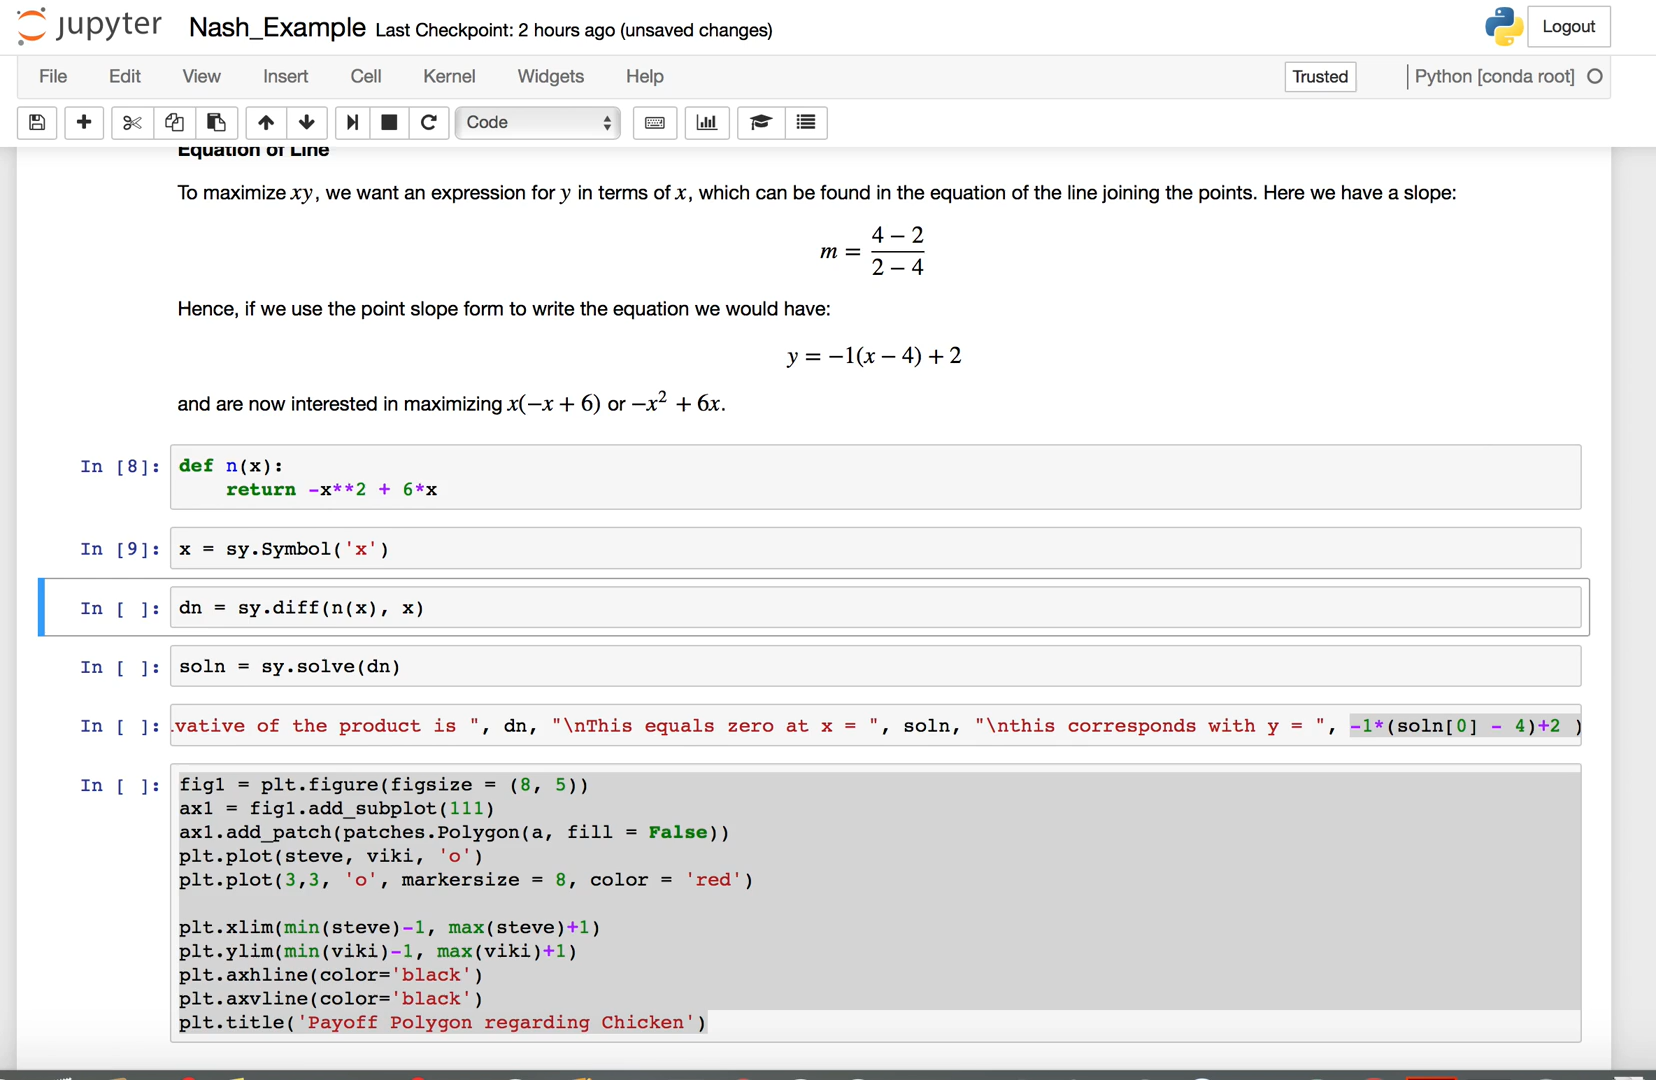 jupyter Nash_Example Last Checkpoint: 2 hours ago (unsaved changes) Logout
File Edit View Insert Cell Kernel Widgets Help Trusted Python [conda root]
Code
Equation of Line
To maximize xy, we want an expression for y in terms of x, which can be found in the equation of the line joining the points. Here we have a slope:
m = \frac{4 − 2}{2 − 4}
Hence, if we use the point slope form to write the equation we would have:
y = −1(x − 4) + 2
and are now interested in maximizing x(−x + 6) or −x² + 6x.
In [8]: def n(x):
return -x**2 + 6*x
In [9]: x = sy.Symbol('x')
In [ ]: dn = sy.diff(n(x), x)
In [ ]: soln = sy.solve(dn)
In [ ]: vative of the product is ", dn, "\nThis equals zero at x = ", soln, "\nthis corresponds with y = ", -1*(soln[0] - 4)+2 )
In [ ]: fig1 = plt.figure(figsize = (8, 5))
ax1 = fig1.add_subplot(111)
ax1.add_patch(patches.Polygon(a, fill = False))
plt.plot(steve, viki, 'o')
plt.plot(3,3, 'o', markersize = 8, color = 'red')
plt.xlim(min(steve)-1, max(steve)+1)
plt.ylim(min(viki)-1, max(viki)+1)
plt.axhline(color='black')
plt.axvline(color='black')
plt.title('Payoff Polygon regarding Chicken')